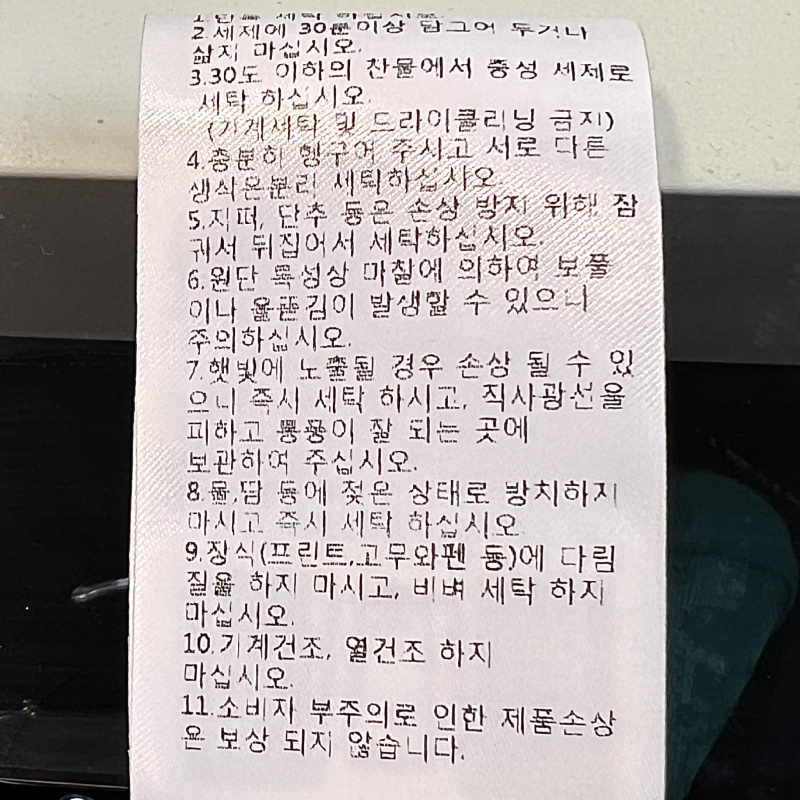 1.단독 세탁 하십시오.
2.세제에 30분이상 담그어 두거나
삶지 마십시오.
3.30도 이하의 찬물에서 중성 세제로
세탁 하십시오.
(기계세탁 및 드라이클리닝 금지)
4.충분히 헹구어 주시고 서로 다른
색상은분리 세탁하십시오.
5.지퍼, 단추 등은 손상 방지 위해 잠
궈서 뒤집어서 세탁하십시오.
6.원단 특성상 마찰에 의하여 보풀
이나 올뜯김이 발생할 수 있으니
주의하십시오.
7.햇빛에 노출될 경우 손상 될 수 있
으니 즉시 세탁 하시고, 직사광선을
피하고 통풍이 잘 되는 곳에
보관하여 주십시오.
8.물,땀 등에 젖은 상태로 방치하지
마시고 즉시 세탁 하십시오.
9.장식(프린트,고무와펜 등)에 다림
질을 하지 마시고, 비벼 세탁 하지
마십시오.
10.기계건조, 열건조 하지
마십시오.
11.소비자 부주의로 인한 제품손상
은 보상 되지 않습니다.